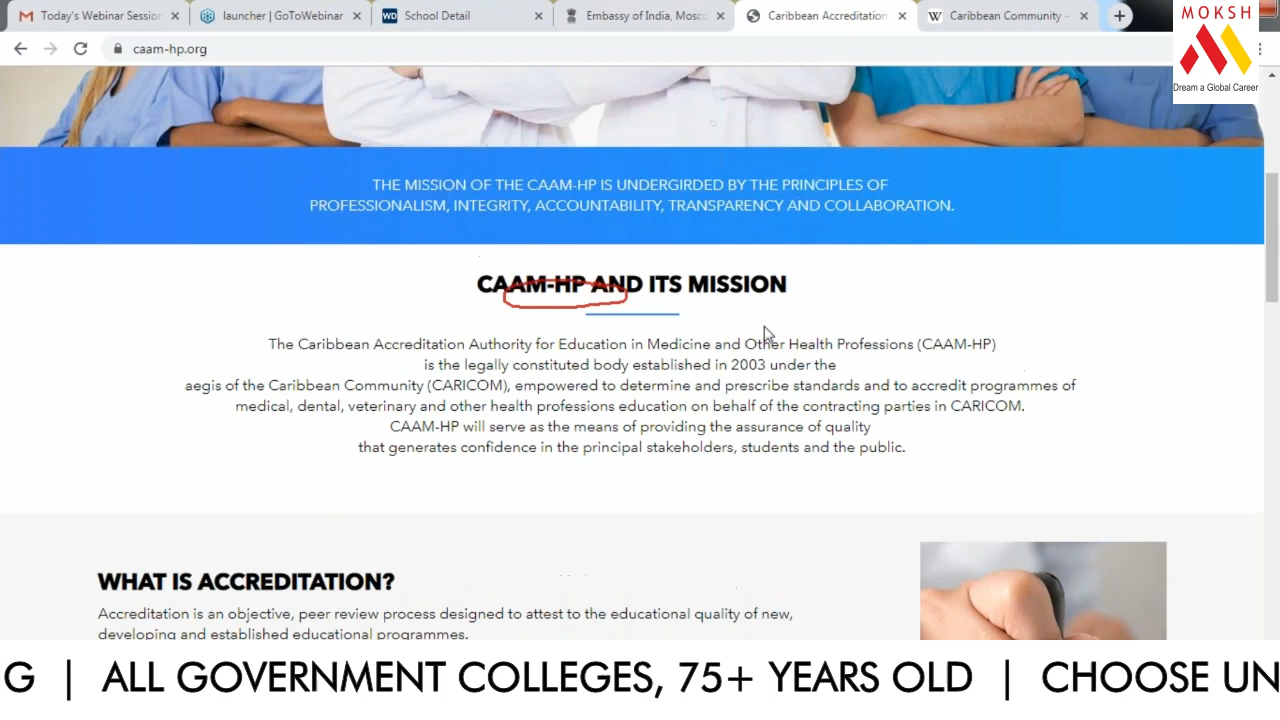 Today's Webinar Session
launcher | GoToWebinar
WD School Detail
Embassy of India, Mosco
Caribbean Accreditation
W Caribbean Community -
caam-hp.org
MOKSH
Dream a Global Career
THE MISSION OF THE CAAM-HP IS UNDERGIRDED BY THE PRINCIPLES OF
PROFESSIONALISM, INTEGRITY, ACCOUNTABILITY, TRANSPARENCY AND COLLABORATION.
CAAM-HP AND ITS MISSION
The Caribbean Accreditation Authority for Education in Medicine and Other Health Professions (CAAM-HP)
is the legally constituted body established in 2003 under the
aegis of the Caribbean Community (CARICOM), empowered to determine and prescribe standards and to accredit programmes of
medical, dental, veterinary and other health professions education on behalf of the contracting parties in CARICOM.
CAAM-HP will serve as the means of providing the assurance of quality
that generates confidence in the principal stakeholders, students and the public.
WHAT IS ACCREDITATION?
Accreditation is an objective, peer review process designed to attest to the educational quality of new,
developing and established educational programmes.
G | ALL GOVERNMENT COLLEGES, 75+ YEARS OLD | CHOOSE UN